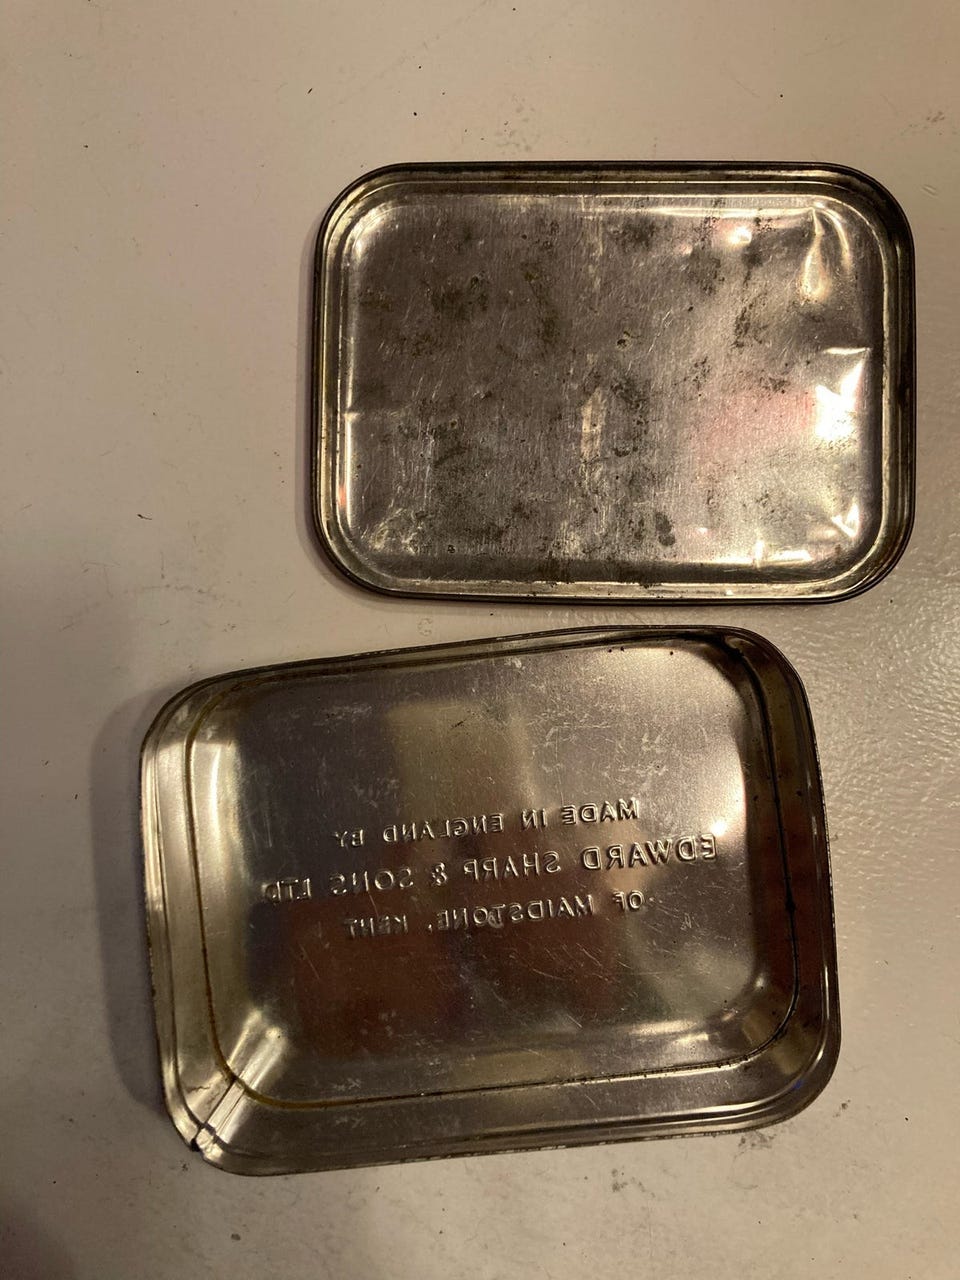 MADE IN ENGLAND BY
EDWARD SHARP & SONS LTD.
OF MAIDSTONE, KENT